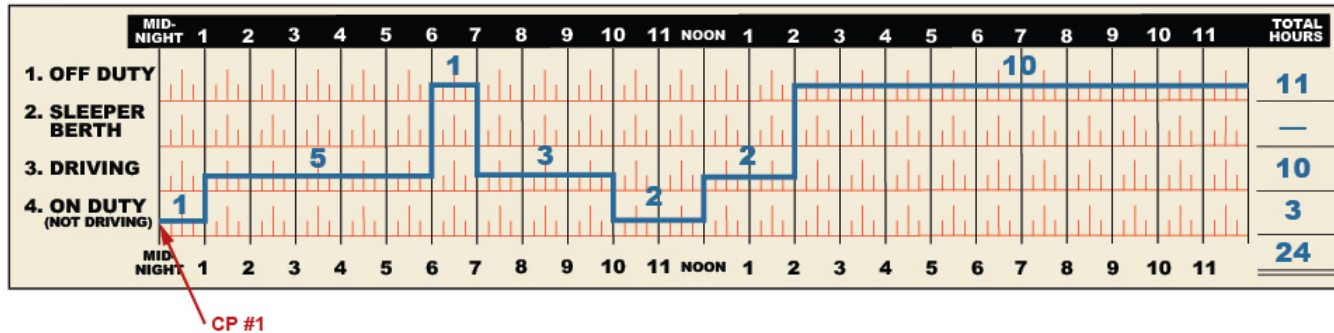 MID-NIGHT 1 2 3 4 5 6 7 8 9 10 11 NOON 1 2 3 4 5 6 7 8 9 10 11 TOTAL HOURS
1. OFF DUTY 1 10 11
2. SLEEPER BERTH —
3. DRIVING 5 3 2 10
4. ON DUTY (NOT DRIVING) 1 2 3
MID-NIGHT 1 2 3 4 5 6 7 8 9 10 11 NOON 1 2 3 4 5 6 7 8 9 10 11 24
CP #1